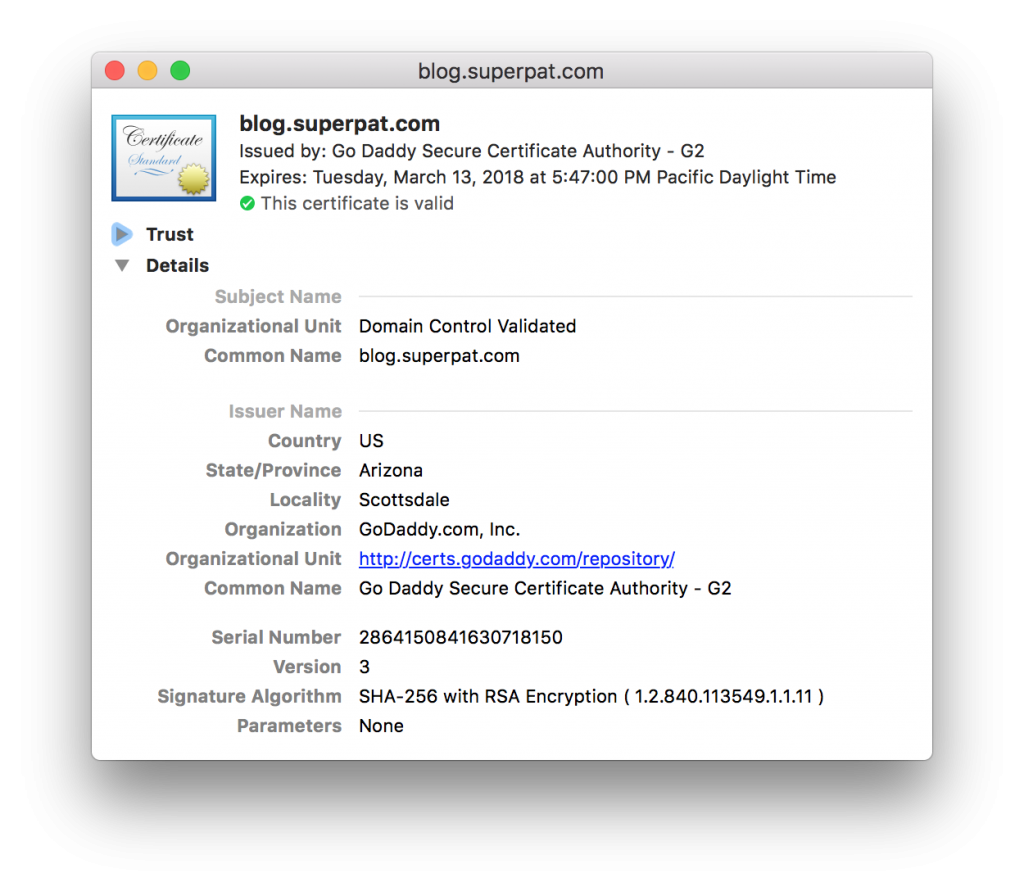 blog.superpat.com
Certificate
Standard
blog.superpat.com
Issued by: Go Daddy Secure Certificate Authority - G2
Expires: Tuesday, March 13, 2018 at 5:47:00 PM Pacific Daylight Time
This certificate is valid
Trust
Details
Subject Name
Organizational Unit Domain Control Validated
Common Name blog.superpat.com
Issuer Name
Country US
State/Province Arizona
Locality Scottsdale
Organization GoDaddy.com, Inc.
Organizational Unit http://certs.godaddy.com/repository/
Common Name Go Daddy Secure Certificate Authority - G2
Serial Number 2864150841630718150
Version 3
Signature Algorithm SHA-256 with RSA Encryption ( 1.2.840.113549.1.1.11 )
Parameters None